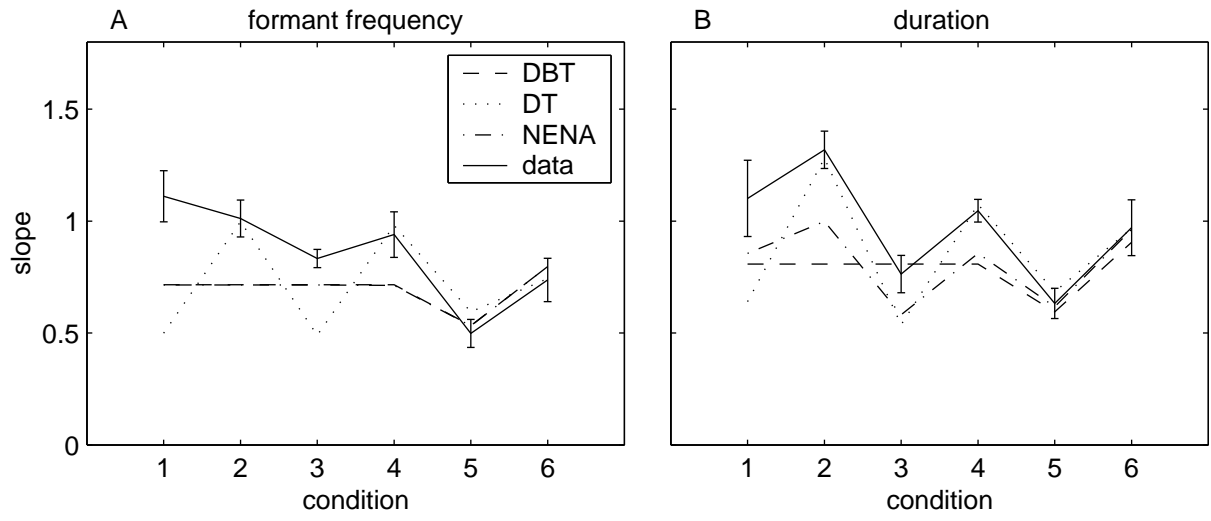 A formant frequency
B duration
DBT
DT
NENA
data
slope
1.5
1
0.5
0
1 2 3 4 5 6
condition
1 2 3 4 5 6
condition